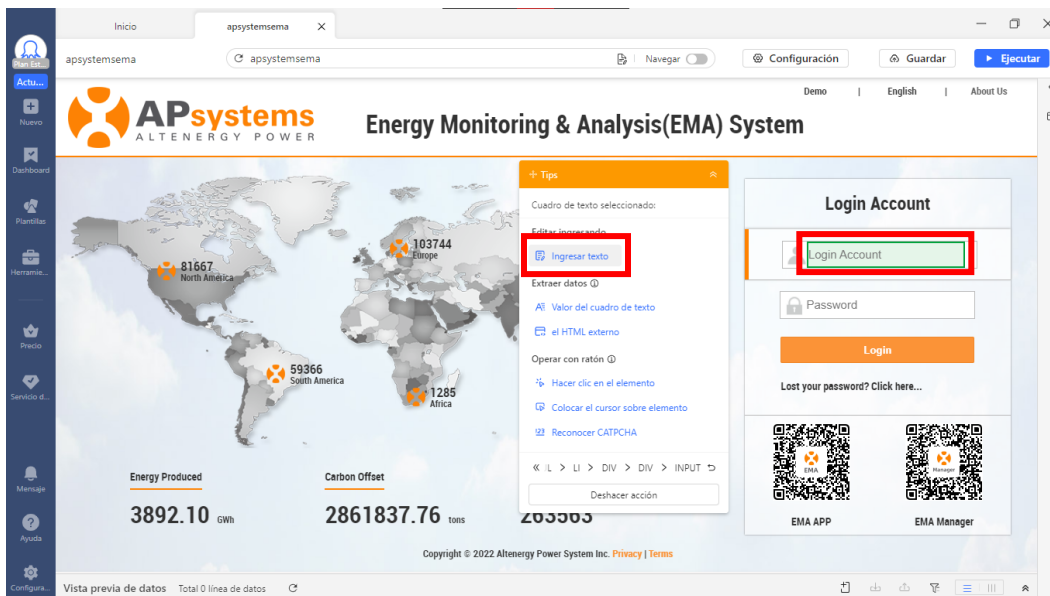 Inicio
apsystemsema
Plan Est...
Actu...
Nuevo
Dashboard
Plantillas
Herramie...
Precio
Servicio d...
Mensaje
Ayuda
Configura...
apsystemsema
apsystemsema
Navegar
Configuración
Guardar
Ejecutar
Demo | English | About Us
APsystems
ALTENERGY POWER
Energy Monitoring & Analysis(EMA) System
81667
North America
103744
Europe
59366
South America
1285
Africa
Tips
Cuadro de texto seleccionado:
Editar ingresando
Ingresar texto
Extraer datos
Valor del cuadro de texto
el HTML externo
Operar con ratón
Hacer clic en el elemento
Colocar el cursor sobre elemento
Reconocer CATPCHA
> LI > DIV > DIV > INPUT
Deshacer acción
Login Account
Login Account
Password
Login
Lost your password? Click here...
EMA
Manager
EMA APP
EMA Manager
Energy Produced
3892.10 GWh
Carbon Offset
2861837.76 tons
263563
Copyright © 2022 Altenergy Power System Inc. Privacy | Terms
Vista previa de datos Total 0 línea de datos